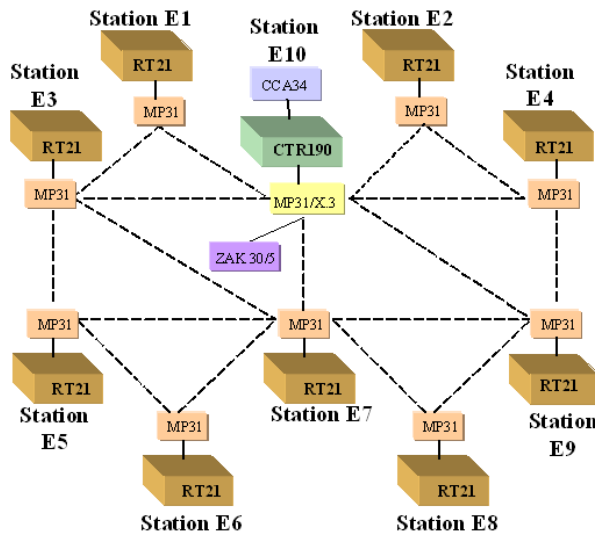 Station E1
Station
E10
Station E2
RT21
CCA34
RT21
Station
E3
Station
E4
MP31
MP31
RT21
CTR190
RT21
MP31
MP31/X.3
MP31
ZAK 30/5
MP31
MP31
MP31
RT21
RT21
RT21
Station
E5
Station E7
Station
E9
MP31
MP31
RT21
RT21
Station E6
Station E8